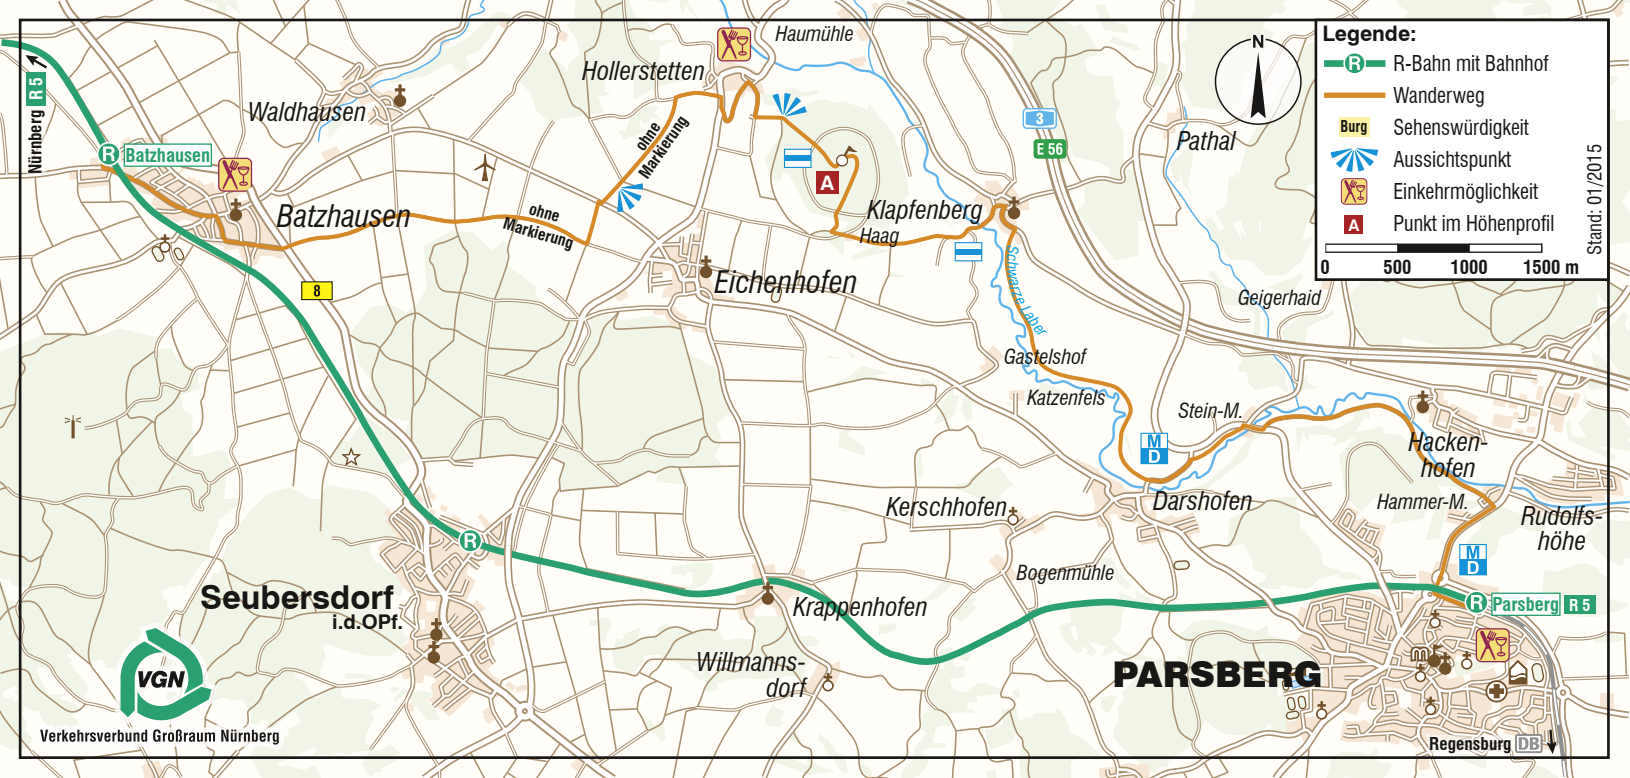 Legende:
R R-Bahn mit Bahnhof
Wanderweg
Burg Sehenswürdigkeit
Aussichtspunkt
Einkehrmöglichkeit
A Punkt im Höhenprofil
0 500 1000 1500 m
Stand: 01/2015
N
Haumühle
Hollerstetten
Waldhausen
Nürnberg R 5
R Batzhausen
Batzhausen
ohne
Markierung
ohne
Markierung
A
3
E 56
Pathal
Klapfenberg
Haag
Schwarze Laber
Eichenhofen
8
Geigerhaid
Gastelshof
Katzenfels
Stein-M.
M
D
Hacken-
hofen
Hammer-M.
Rudolfs-
höhe
Darshofen
Kerschhofen
Bogenmühle
M
D
R
Seubersdorf
i.d.OPf.
Krappenhofen
Willmanns-
dorf
R Parsberg R 5
PARSBERG
m
VGN
Verkehrsverbund Großraum Nürnberg
Regensburg DB